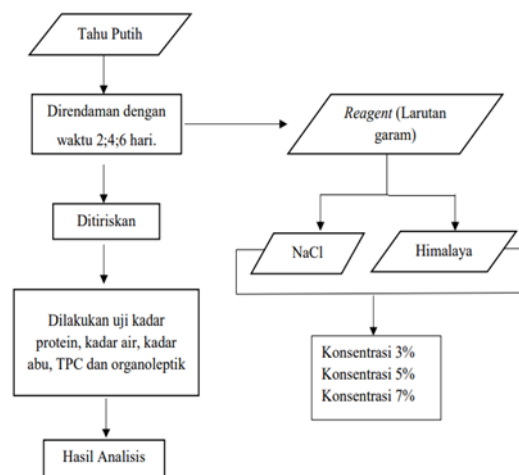 Tahu Putih
Direndaman dengan
waktu 2;4;6 hari.
Reagent (Larutan
garam)
Ditiriskan
NaCl
Himalaya
Dilakukan uji kadar
protein, kadar air, kadar
abu, TPC dan organoleptik
Konsentrasi 3%
Konsentrasi 5%
Konsentrasi 7%
Hasil Analisis